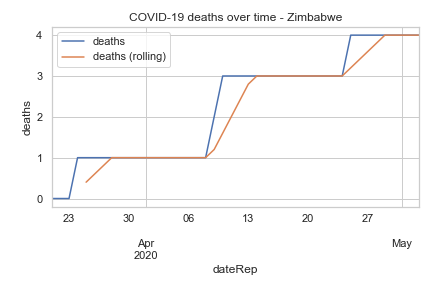 COVID-19 deaths over time - Zimbabwe
deaths
deaths (rolling)
deaths
4
3
2
1
0
23
30
06
13
20
27
Apr
2020
May
dateRep